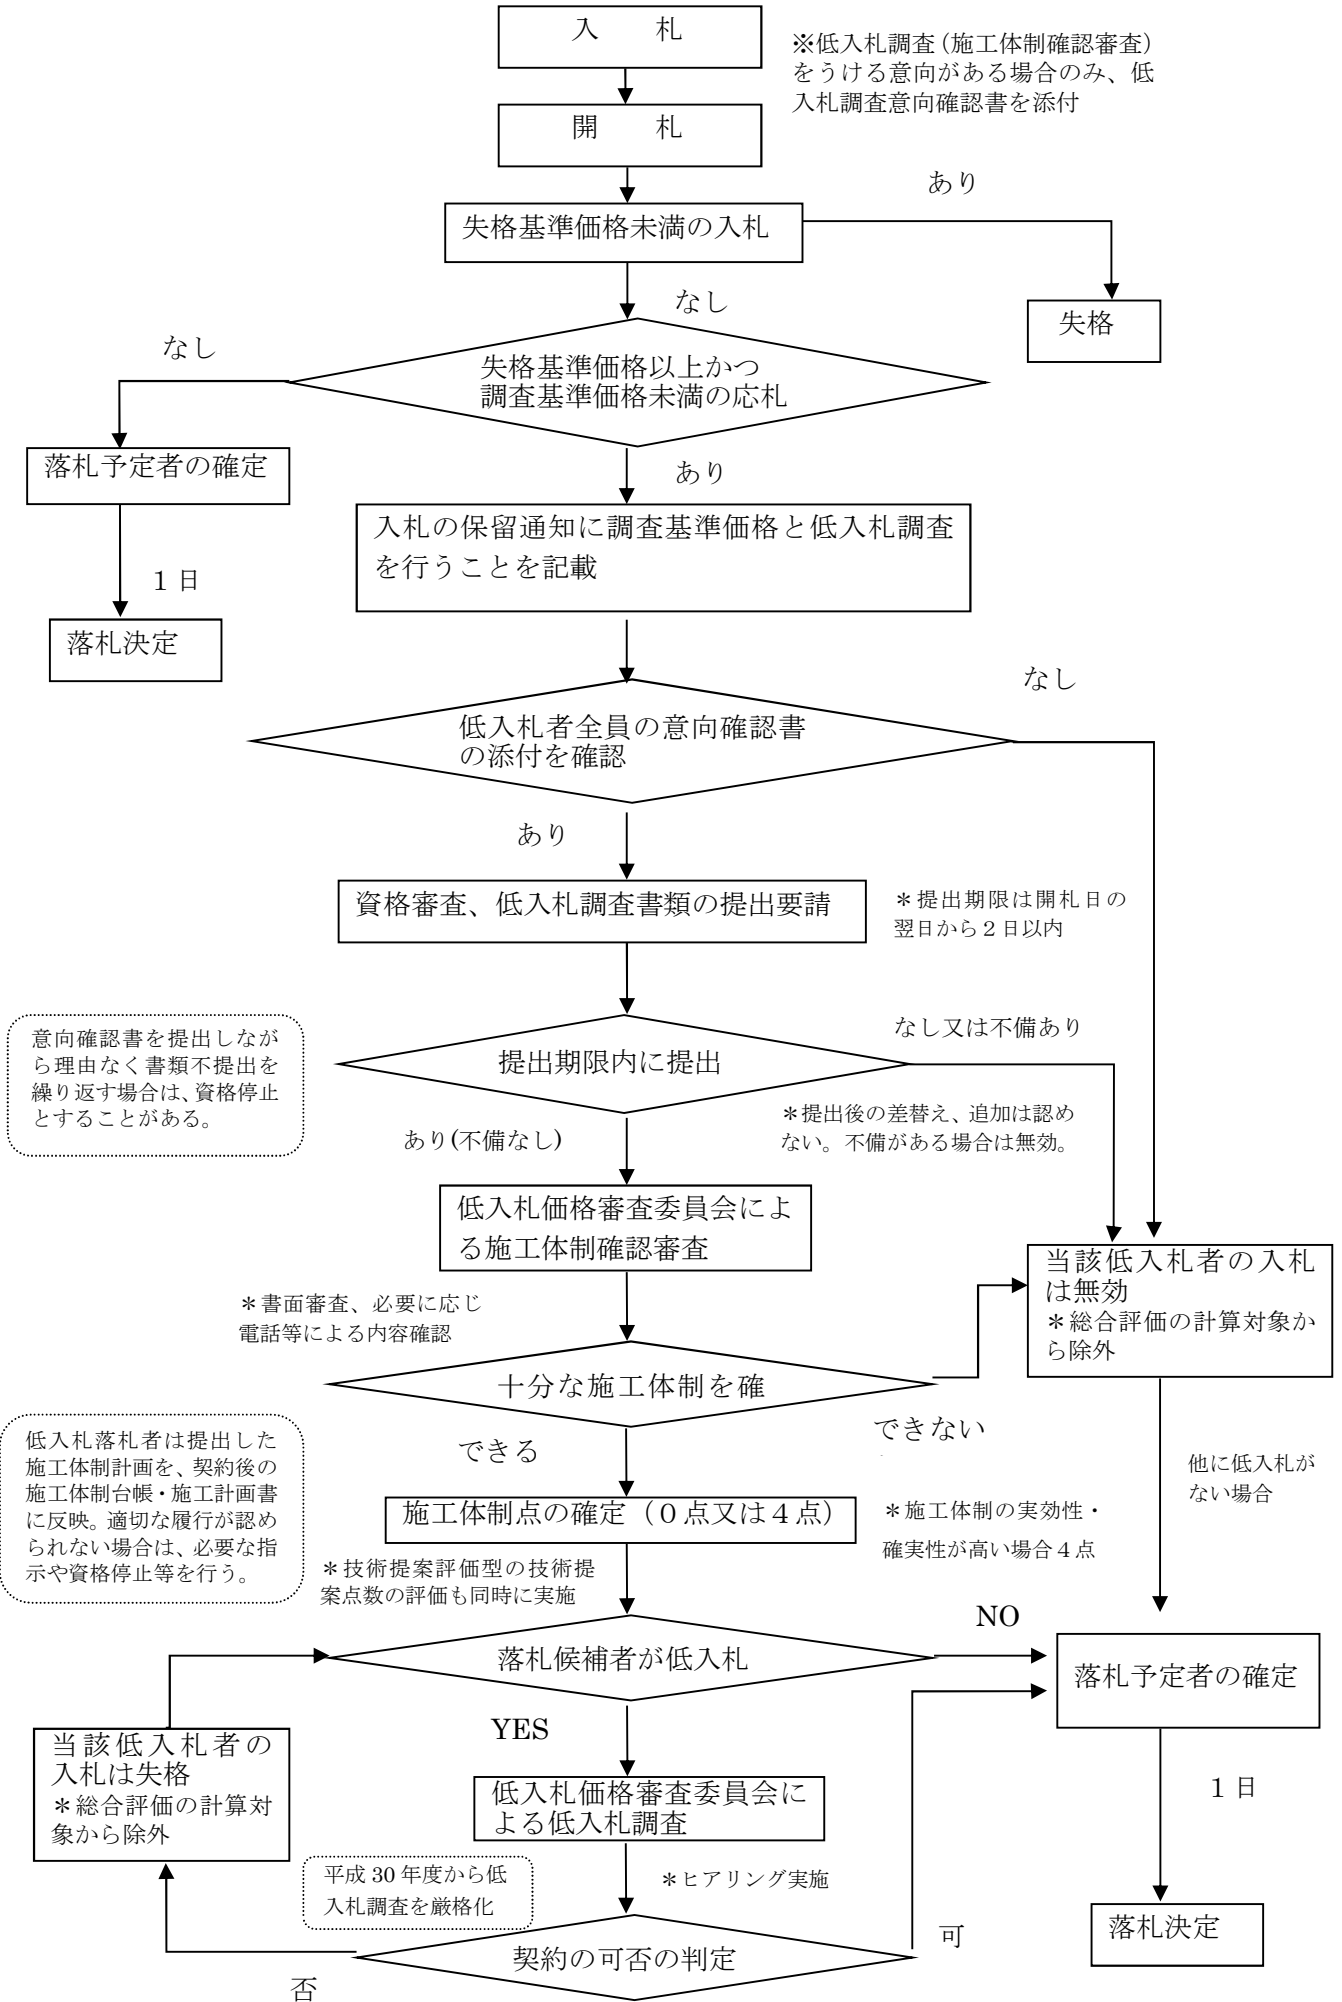 入　札
※低入札調査(施工体制確認審査)
をうける意向がある場合のみ、低
入札調査意向確認書を添付
開　札
あり
失格基準価格未満の入札
なし
失格
なし
失格基準価格以上かつ
調査基準価格未満の応札
落札予定者の確定
あり
入札の保留通知に調査基準価格と低入札調査
を行うことを記載
1 日
落札決定
なし
低入札者全員の意向確認書
の添付を確認
あり
資格審査、低入札調査書類の提出要請
＊提出期限は開札日の
翌日から２日以内
意向確認書を提出しなが
ら理由なく書類不提出を
繰り返す場合は、資格停止
とすることがある。
なし又は不備あり
提出期限内に提出
＊提出後の差替え、追加は認め
ない。不備がある場合は無効。
あり(不備なし)
低入札価格審査委員会によ
る施工体制確認審査
当該低入札者の入札
は無効
＊総合評価の計算対象か
ら除外
＊書面審査、必要に応じ
電話等による内容確認
十分な施工体制を確
できない
できる
低入札落札者は提出した
施工体制計画を、契約後の
施工体制台帳・施工計画書
に反映。適切な履行が認め
られない場合は、必要な指
示や資格停止等を行う。
他に低入札が
ない場合
施工体制点の確定（０点又は４点）
＊施工体制の実効性・
確実性が高い場合４点
＊技術提案評価型の技術提
案点数の評価も同時に実施
NO
落札候補者が低入札
落札予定者の確定
YES
当該低入札者の
入札は失格
＊総合評価の計算対
象から除外
低入札価格審査委員会に
よる低入札調査
1 日
平成 30 年度から低
入札調査を厳格化
＊ヒアリング実施
落札決定
可
契約の可否の判定
否